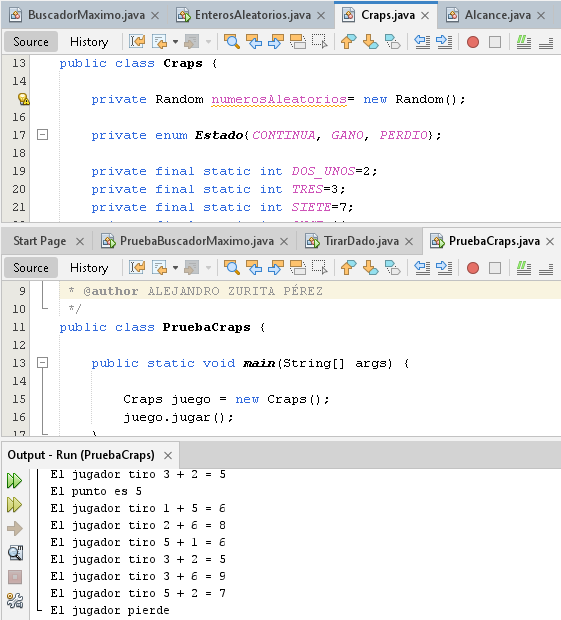 BuscadorMaximo.java EnterosAleatorios.java Craps.java Alcance.java
Source History
13 public class Craps {
14
private Random numerosAleatorios= new Random();
16
17 private enum Estado{CONTINUA, GANO, PERDIO};
18
19 private final static int DOS_UNOS=2;
20 private final static int TRES=3;
21 private final static int SIETE=7;
Start Page PruebaBuscadorMaximo.java TirarDado.java PruebaCraps.java
Source History
9 * @author ALEJANDRO ZURITA PÉREZ
10 */
11 public class PruebaCraps {
12
13 public static void main(String[] args) {
14
15 Craps juego = new Craps();
16 juego.jugar();
17 }
Output - Run (PruebaCraps)
El jugador tiro 3 + 2 = 5
El punto es 5
El jugador tiro 1 + 5 = 6
El jugador tiro 2 + 6 = 8
El jugador tiro 5 + 1 = 6
El jugador tiro 3 + 2 = 5
El jugador tiro 3 + 6 = 9
El jugador tiro 5 + 2 = 7
El jugador pierde